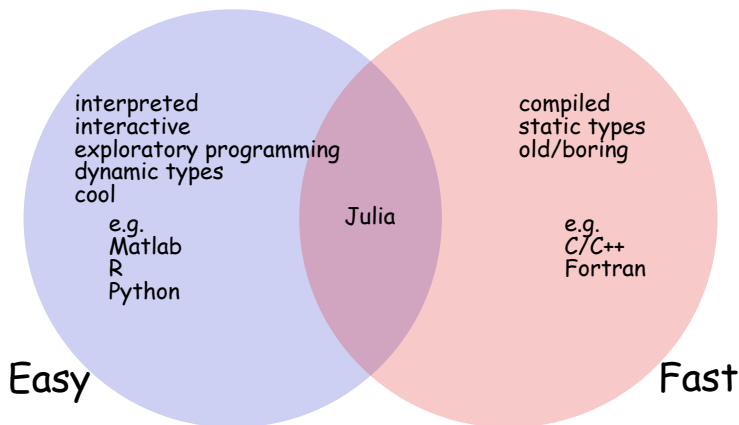 interpreted
interactive
exploratory programming
dynamic types
cool
e.g.
Matlab
R
Python
Easy
Julia
compiled
static types
old/boring
e.g.
C/C++
Fortran
Fast